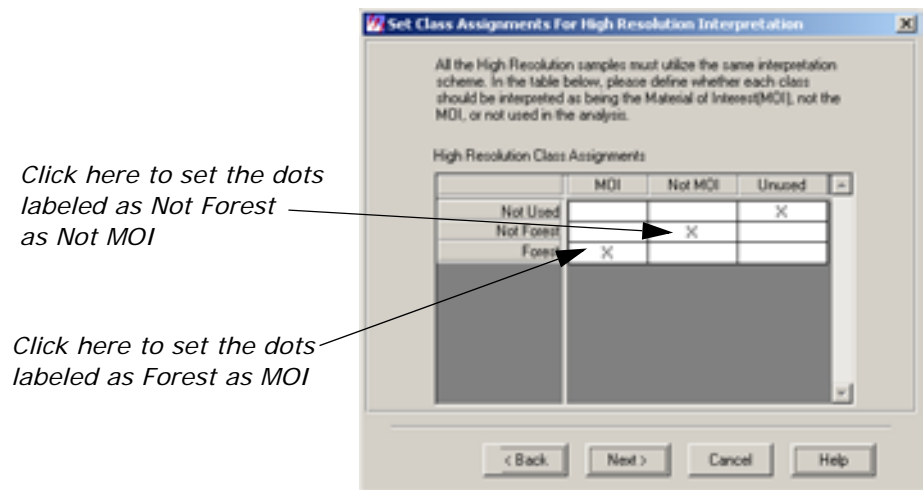 Set Class Assignments For High Resolution Interpretation
All the High Resolution samples must utilize the same interpretation
scheme. In the table below, please define whether each class
should be interpreted as being the Material of Interest(MOI), not the
MOI, or not used in the analysis.
High Resolution Class Assignments
MOI Not MOI Unused
Not Used X
Not Forest X
Forest X
Click here to set the dots
labeled as Not Forest
as Not MOI
Click here to set the dots
labeled as Forest as MOI
< Back Next > Cancel Help